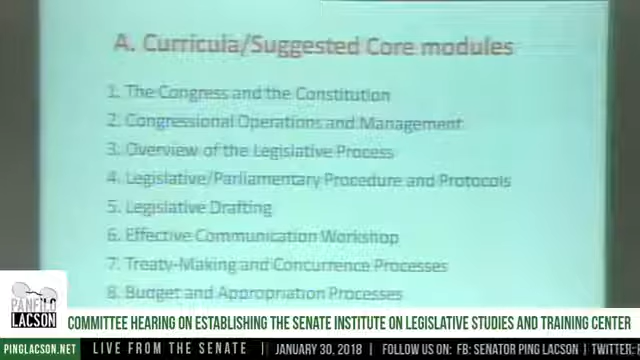 A. Curricula/Suggested Core modules
1. The Congress and the Constitution
2. Congressional Operations and Management
3. Overview of the Legislative Process
4. Legislative/Parliamentary Procedure and Protocols
5. Legislative Drafting
6. Effective Communication Workshop
7. Treaty-Making and Concurrence Processes
8. Budget and Appropriation Processes
PANFILO
LACSON
COMMITTEE HEARING ON ESTABLISHING THE SENATE INSTITUTE ON LEGISLATIVE STUDIES AND TRAINING CENTER
PINGLACSON.NET LIVE FROM THE SENATE | JANUARY 30, 2018 | FOLLOW US ON: FB: SENATOR PING LACSON | TWITTER: